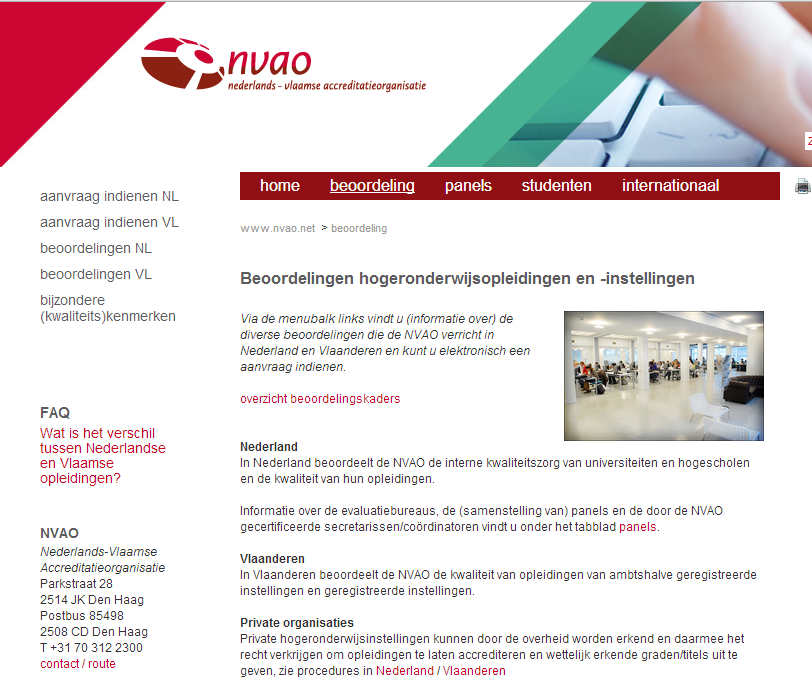 nvao
nederlands - vlaamse accreditatieorganisatie
home beoordeling panels studenten internationaal
www.nvao.net > beoordeling
aanvraag indienen NL
aanvraag indienen VL
beoordelingen NL
beoordelingen VL
bijzondere
(kwaliteits)kenmerken
FAQ
Wat is het verschil
tussen Nederlandse
en Vlaamse
opleidingen?
NVAO
Nederlands-Vlaamse
Accreditatieorganisatie
Parkstraat 28
2514 JK Den Haag
Postbus 85498
2508 CD Den Haag
T +31 70 312 2300
contact / route
Beoordelingen hogeronderwijsopleidingen en -instellingen
Via de menubalk links vindt u (informatie over) de
diverse beoordelingen die de NVAO verricht in
Nederland en Vlaanderen en kunt u elektronisch een
aanvraag indienen.
overzicht beoordelingskaders
Nederland
In Nederland beoordeelt de NVAO de interne kwaliteitszorg van universiteiten en hogescholen
en de kwaliteit van hun opleidingen.
Informatie over de evaluatiebureaus, de (samenstelling van) panels en de door de NVAO
gecertificeerde secretarissen/coördinatoren vindt u onder het tabblad panels.
Vlaanderen
In Vlaanderen beoordeelt de NVAO de kwaliteit van opleidingen van ambtshalve geregistreerde
instellingen en geregistreerde instellingen.
Private organisaties
Private hogeronderwijsinstellingen kunnen door de overheid worden erkend en daarmee het
recht verkrijgen om opleidingen te laten accrediteren en wettelijk erkende graden/titels uit te
geven, zie procedures in Nederland / Vlaanderen